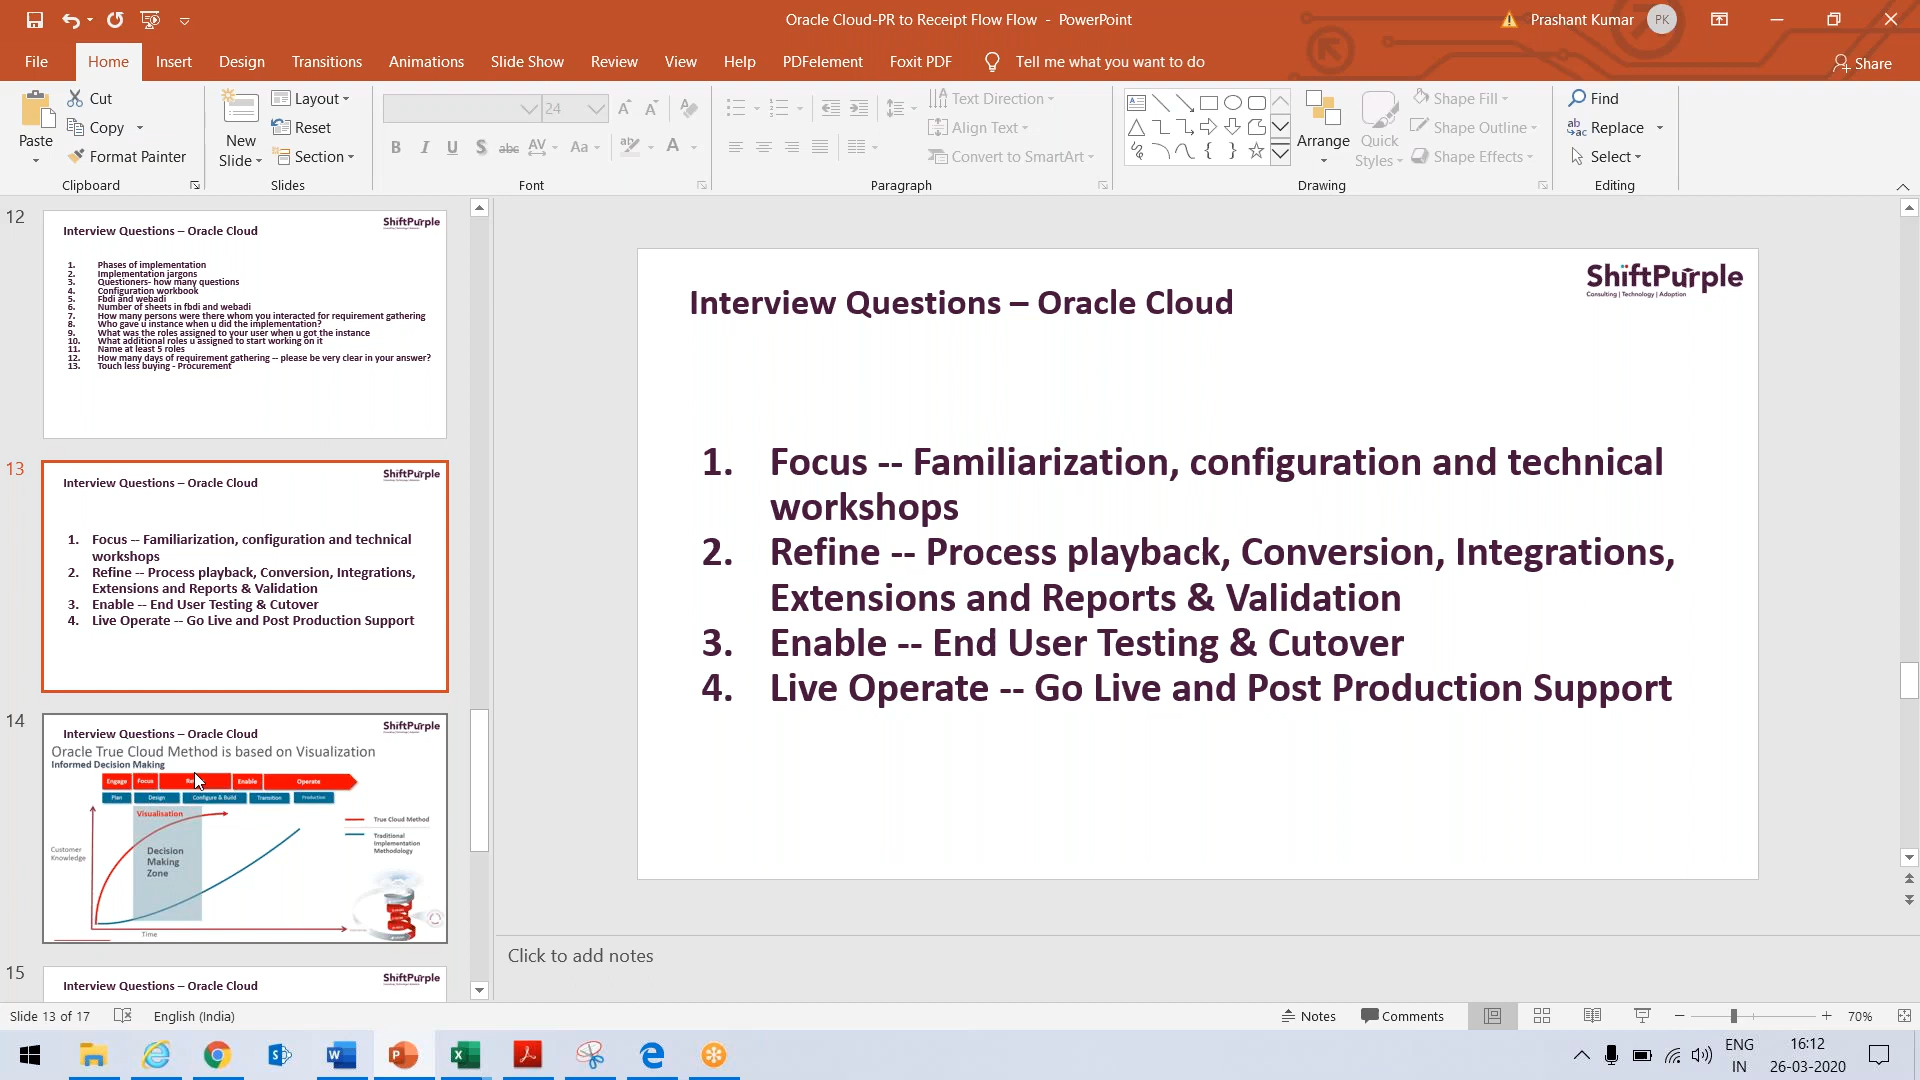 Oracle Cloud-PR to Receipt Flow Flow - PowerPoint
Prashant Kumar
PK
File
Home
Insert
Design
Transitions
Animations
Slide Show
Review
View
Help
PDFelement
Foxit PDF
Tell me what you want to do
Share
Paste
Cut
Copy
Format Painter
Clipboard
New
Slide
Layout
Reset
Section
Slides
24
B I U S abc AV Aa A
Font
Paragraph
Text Direction
Align Text
Convert to SmartArt
Arrange
Quick
Styles
Shape Fill
Shape Outline
Shape Effects
Drawing
Find
Replace
Select
Editing
12
ShiftPurple
Interview Questions – Oracle Cloud
1. Phases of implementation
2. Implementation jargons
3. Questioners- how many questions
4. Configuration workbook
5. Fbdi and webadi
6. Number of sheets in fbdi and webadi
7. How many persons were there whom you interacted for requirement gathering
8. Who gave u instance when u did the implementation?
9. What was the roles assigned to your user when u got the instance
10. What additional roles u assigned to start working on it
11. Name at least 5 roles
12. How many days of requirement gathering -- please be very clear in your answer?
13. Touch less buying - Procurement
13
ShiftPurple
Interview Questions – Oracle Cloud
1. Focus -- Familiarization, configuration and technical
workshops
2. Refine -- Process playback, Conversion, Integrations,
Extensions and Reports & Validation
3. Enable -- End User Testing & Cutover
4. Live Operate -- Go Live and Post Production Support
14
ShiftPurple
Interview Questions – Oracle Cloud
Oracle True Cloud Method is based on Visualization
Informed Decision Making
Engage Focus Enable Operate
Plan Design Configure & Build Transition Production
Visualisation
Customer
Knowledge
Decision
Making
Zone
True Cloud Method
Traditional
Implementation
Methodology
Time
15
ShiftPurple
Interview Questions – Oracle Cloud
Interview Questions – Oracle Cloud
ShiftPurple
Consulting | Technology | Adoption
1. Focus -- Familiarization, configuration and technical
workshops
2. Refine -- Process playback, Conversion, Integrations,
Extensions and Reports & Validation
3. Enable -- End User Testing & Cutover
4. Live Operate -- Go Live and Post Production Support
Click to add notes
Slide 13 of 17
English (India)
Notes
Comments
70%
ENG
IN
16:12
26-03-2020